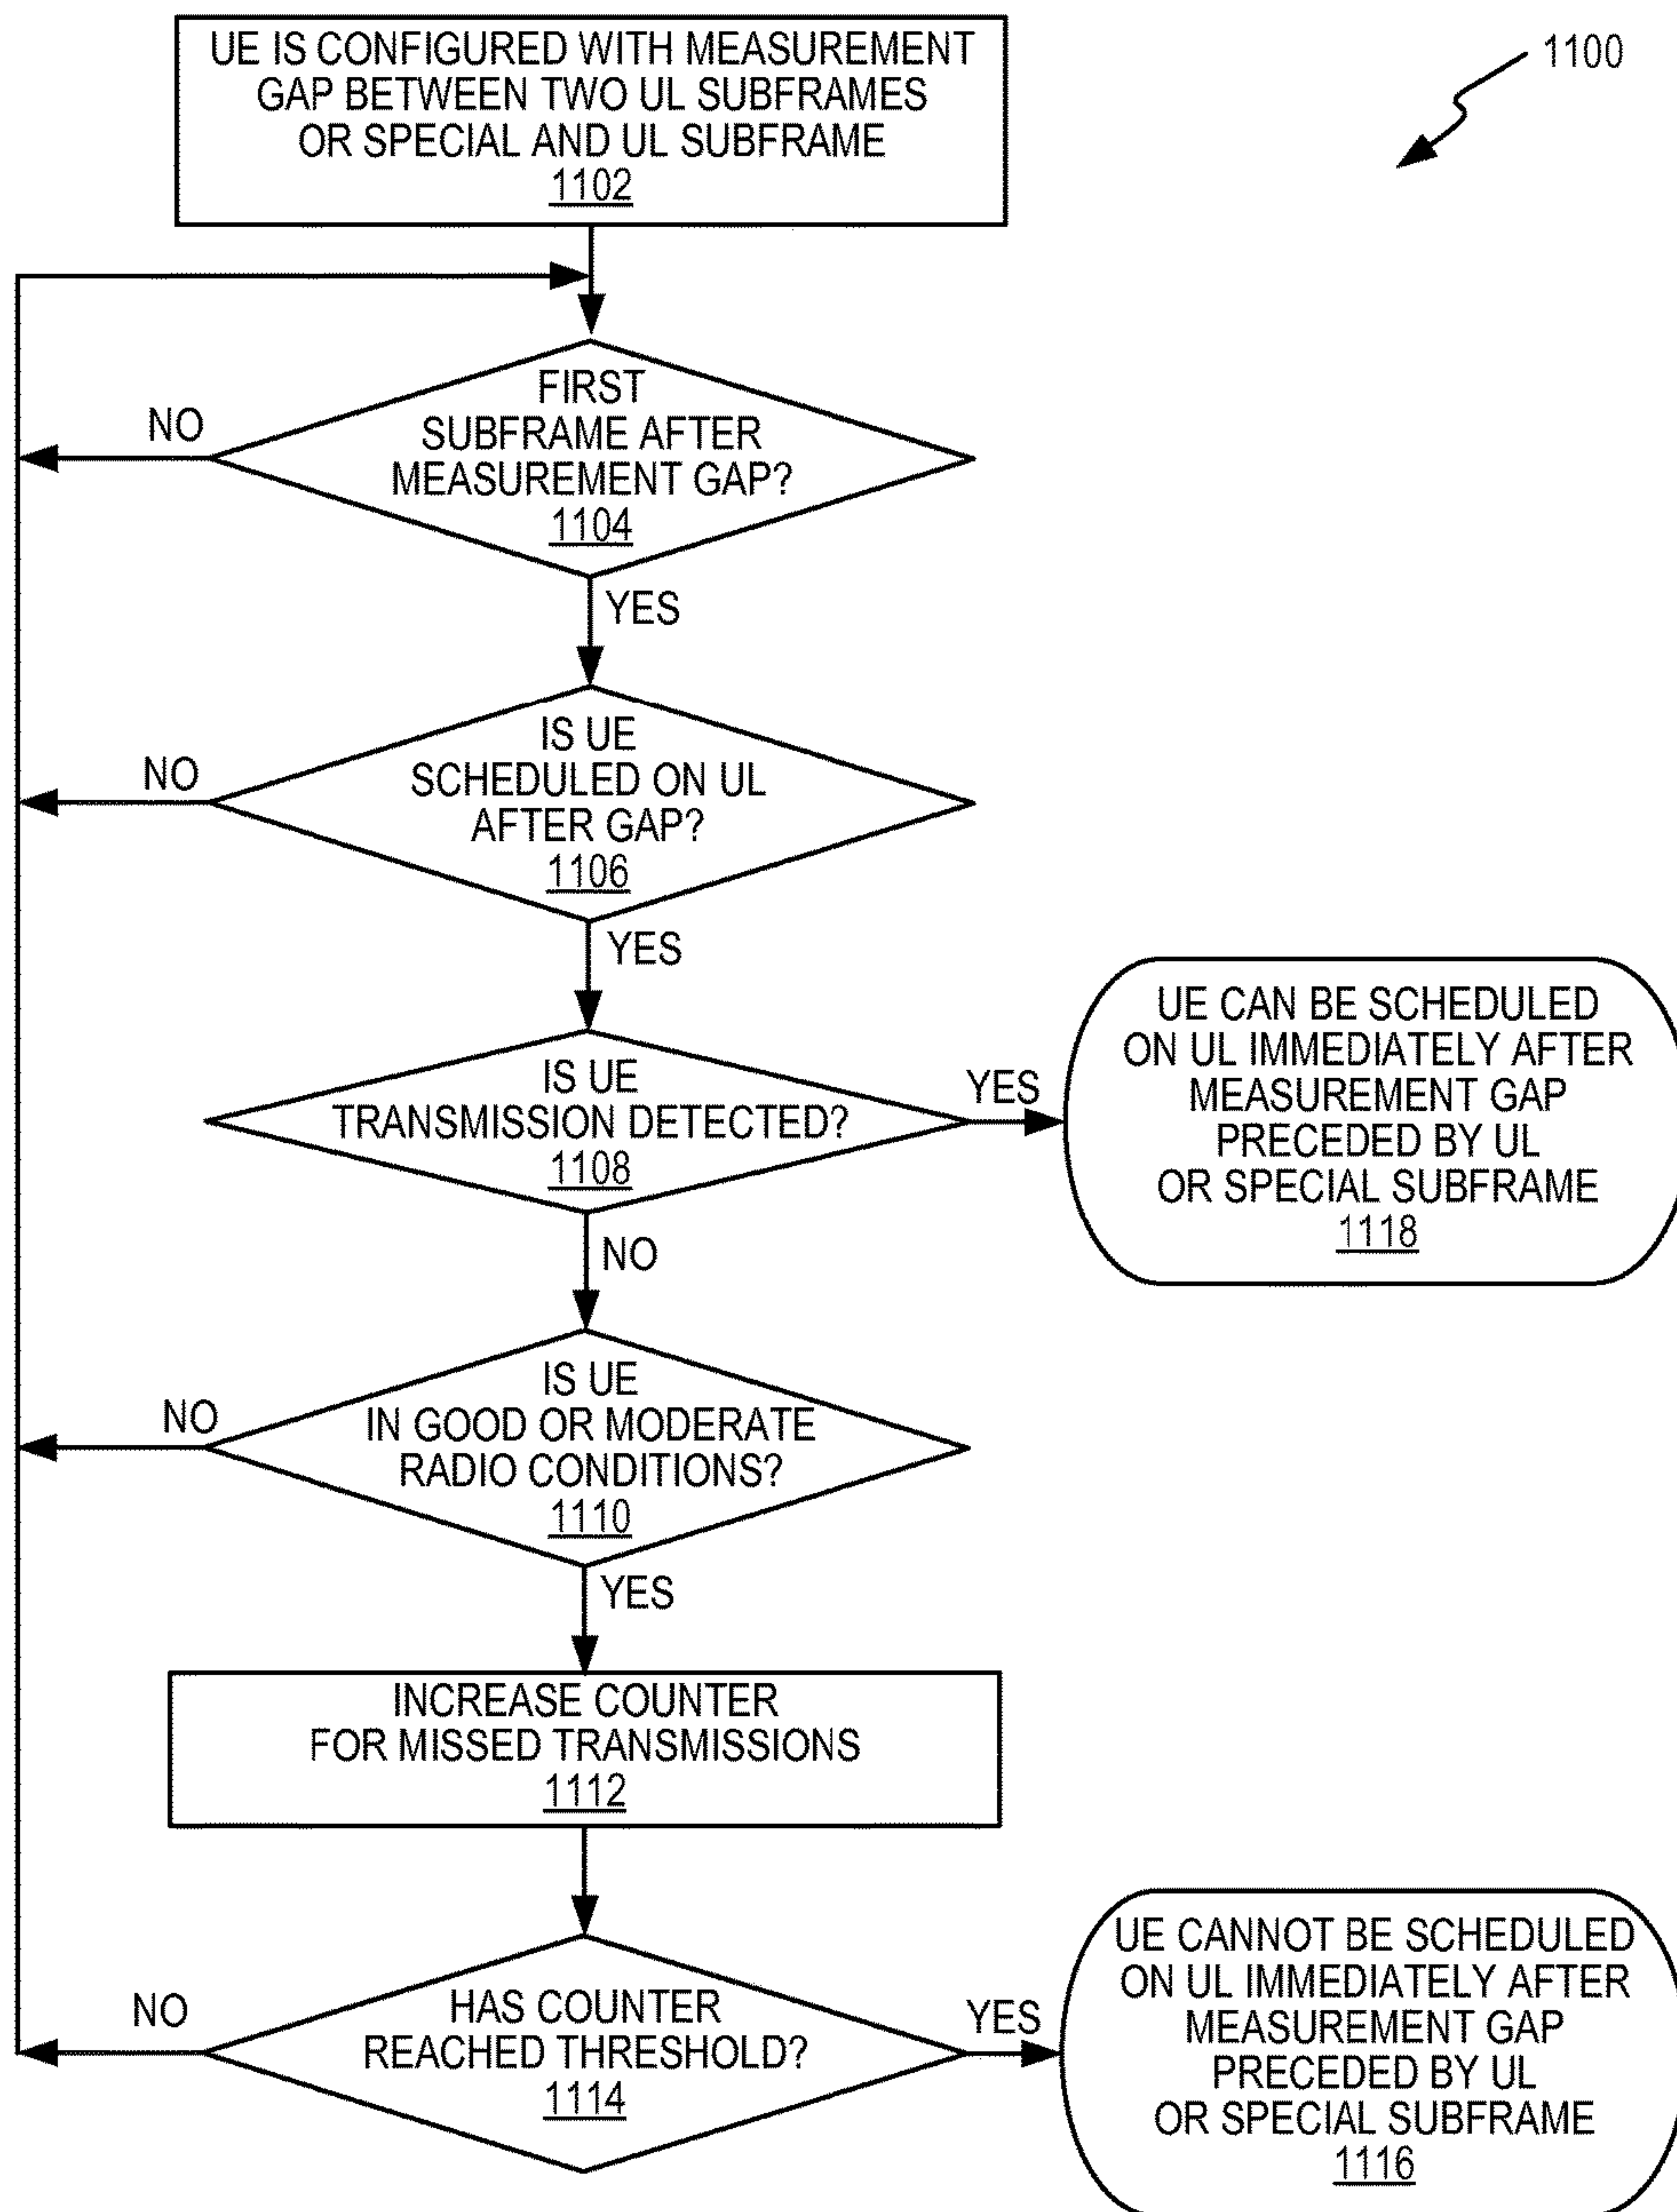 UE IS CONFIGURED WITH MEASUREMENT
GAP BETWEEN TWO UL SUBFRAMES
OR SPECIAL AND UL SUBFRAME
1102
1100
FIRST
SUBFRAME AFTER
MEASUREMENT GAP?
1104
NO
YES
IS UE
SCHEDULED ON UL
AFTER GAP?
1106
NO
YES
IS UE
TRANSMISSION DETECTED?
1108
YES
UE CAN BE SCHEDULED
ON UL IMMEDIATELY AFTER
MEASUREMENT GAP
PRECEDED BY UL
OR SPECIAL SUBFRAME
1118
NO
IS UE
IN GOOD OR MODERATE
RADIO CONDITIONS?
1110
NO
YES
INCREASE COUNTER
FOR MISSED TRANSMISSIONS
1112
HAS COUNTER
REACHED THRESHOLD?
1114
NO
YES
UE CANNOT BE SCHEDULED
ON UL IMMEDIATELY AFTER
MEASUREMENT GAP
PRECEDED BY UL
OR SPECIAL SUBFRAME
1116